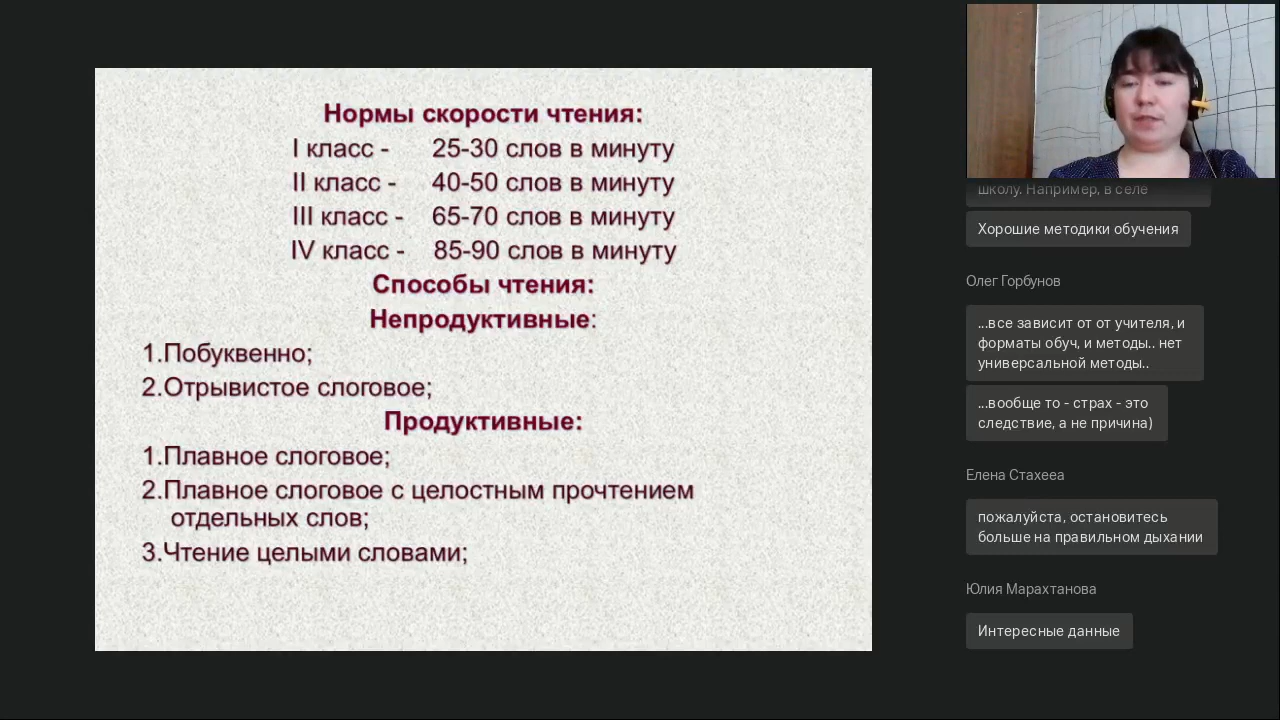 Нормы скорости чтения:
I класс - 25-30 слов в минуту
II класс - 40-50 слов в минуту
III класс - 65-70 слов в минуту
IV класс - 85-90 слов в минуту
Способы чтения:
Непродуктивные:
1.Побуквенно;
2.Отрывистое слоговое;
Продуктивные:
1.Плавное слоговое;
2.Плавное слоговое с целостным прочтением
отдельных слов;
3.Чтение целыми словами;
школу. Например, в селе
Хорошие методики обучения
Олег Горбунов
...все зависит от от учителя, и
форматы обуч, и методы.. нет
универсальной методы..
...вообще то - страх - это
следствие, а не причина)
Елена Стахееа
пожалуйста, остановитесь
больше на правильном дыхании
Юлия Марахтанова
Интересные данные